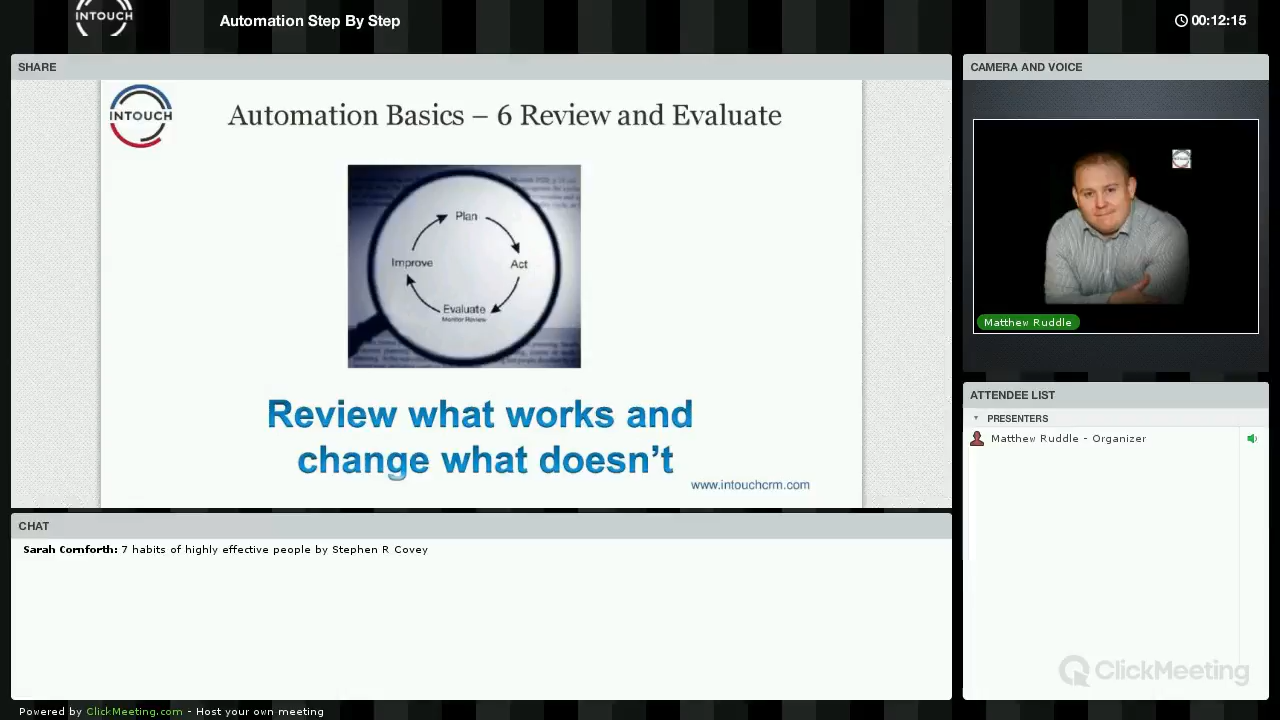 INTOUCH
Automation Step By Step
00:12:15
SHARE
INTOUCH
Automation Basics – 6 Review and Evaluate
Plan
Improve
Act
Evaluate
Monitor Review
Review what works and
change what doesn’t
www.intouchcrm.com
CAMERA AND VOICE
Matthew Ruddle
ATTENDEE LIST
PRESENTERS
Matthew Ruddle - Organizer
CHAT
Sarah Cornforth: 7 habits of highly effective people by Stephen R Covey
ClickMeeting
Powered by ClickMeeting.com - Host your own meeting